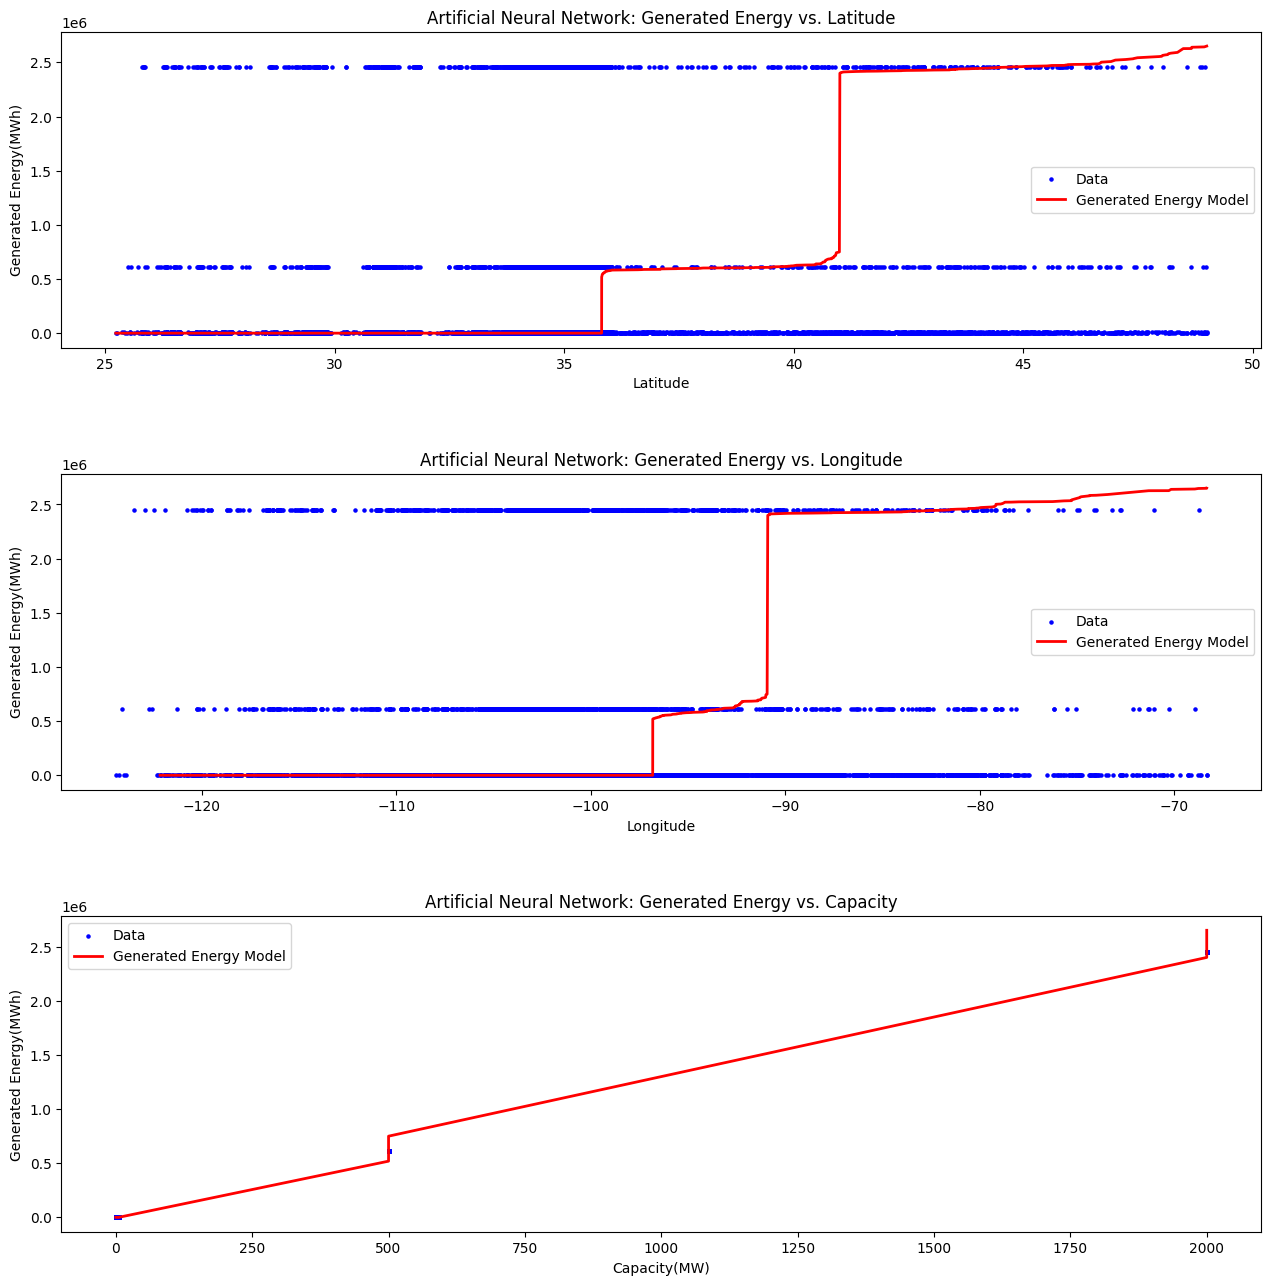 Artificial Neural Network: Generated Energy vs. Latitude
1e6
2.5
2.0
1.5
1.0
0.5
0.0
Generated Energy(MWh)
Data
Generated Energy Model
25
30
35
40
45
50
Latitude
Artificial Neural Network: Generated Energy vs. Longitude
1e6
2.5
2.0
1.5
1.0
0.5
0.0
Generated Energy(MWh)
Data
Generated Energy Model
−120
−110
−100
−90
−80
−70
Longitude
Artificial Neural Network: Generated Energy vs. Capacity
1e6
2.5
2.0
1.5
1.0
0.5
0.0
Generated Energy(MWh)
Data
Generated Energy Model
0
250
500
750
1000
1250
1500
1750
2000
Capacity(MW)